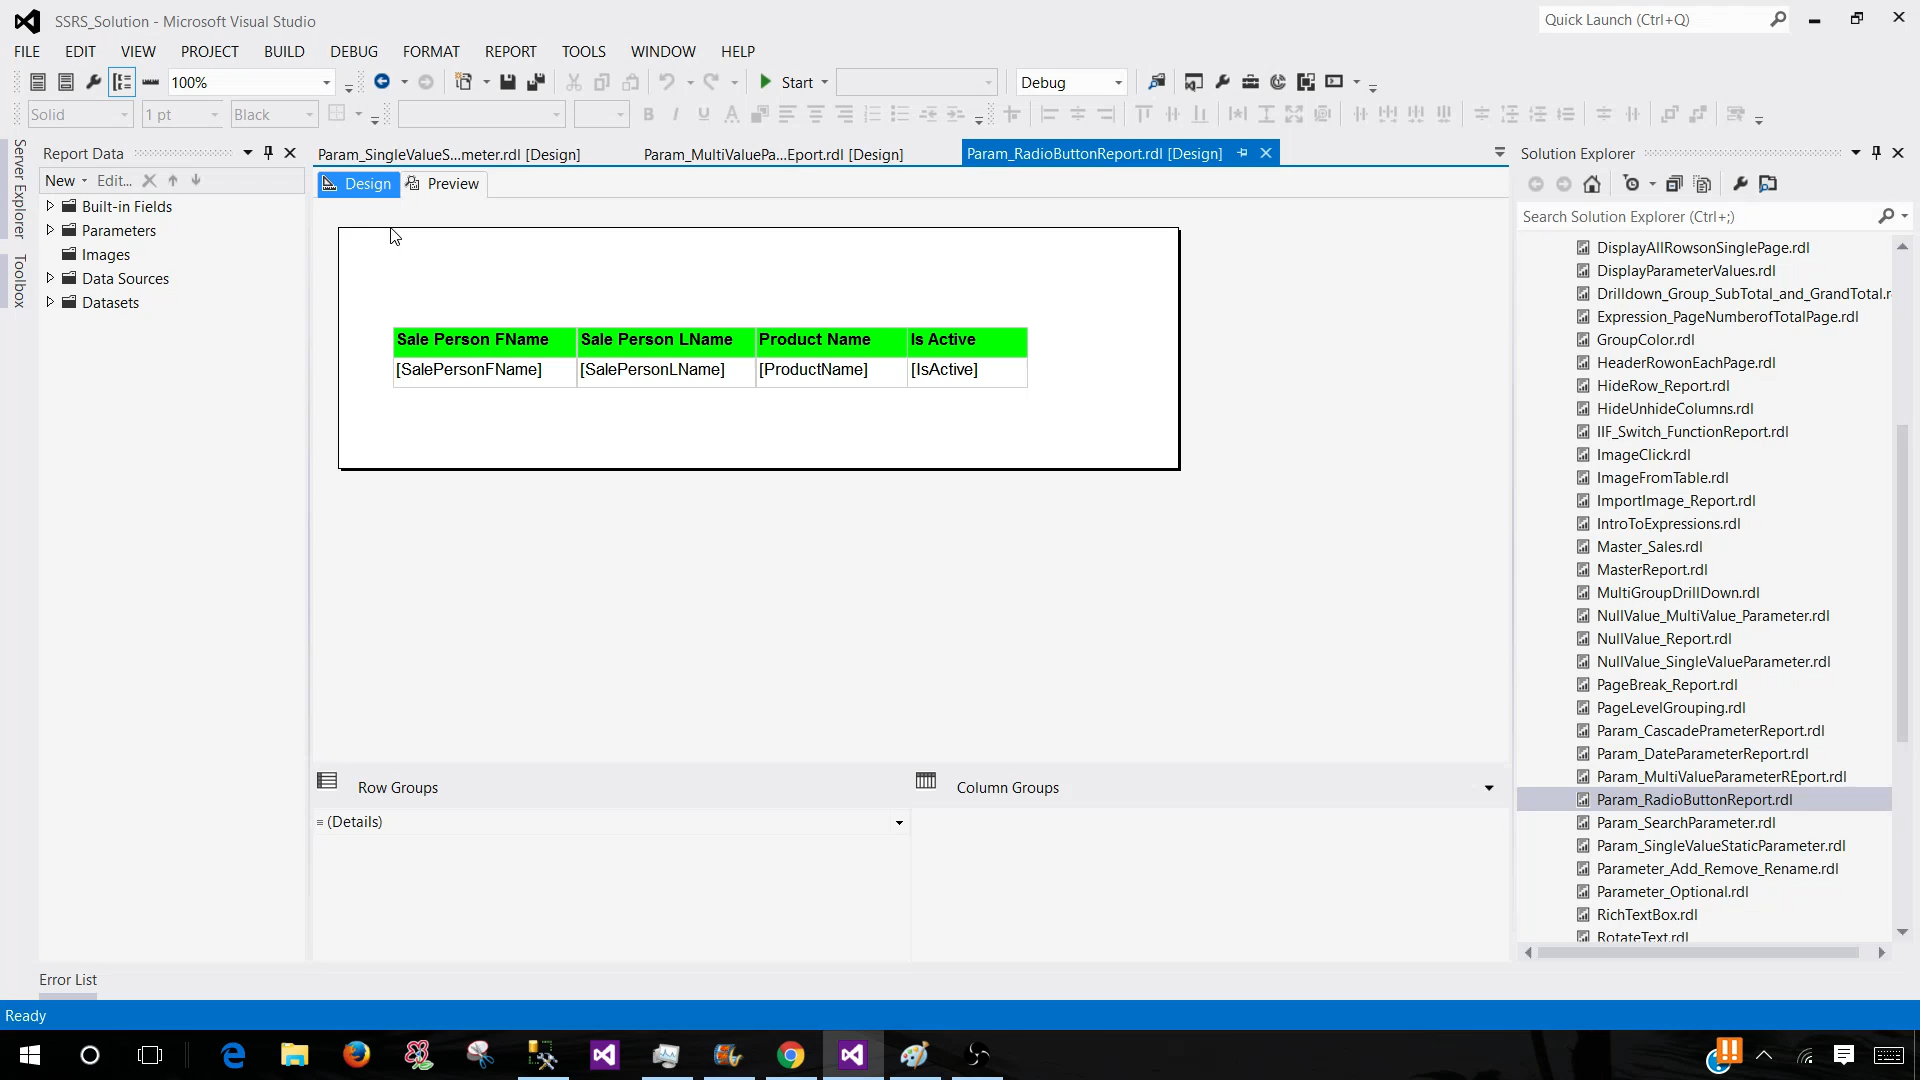 SSRS_Solution - Microsoft Visual Studio
Quick Launch (Ctrl+Q)
FILE EDIT VIEW PROJECT BUILD DEBUG FORMAT REPORT TOOLS WINDOW HELP
100% Start Debug
Solid 1 pt Black
Server Explorer
Toolbox
Report Data
New Edit...
Built-in Fields
Parameters
Images
Data Sources
Datasets
Param_SingleValueS...meter.rdl [Design] Param_MultiValuePa...Eport.rdl [Design] Param_RadioButtonReport.rdl [Design]
Design Preview
Sale Person FName Sale Person LName Product Name Is Active
[SalePersonFName] [SalePersonLName] [ProductName] [IsActive]
Row Groups Column Groups
(Details)
Solution Explorer
Search Solution Explorer (Ctrl+;)
DisplayAllRowsonSinglePage.rdl
DisplayParameterValues.rdl
Drilldown_Group_SubTotal_and_GrandTotal.r
Expression_PageNumberofTotalPage.rdl
GroupColor.rdl
HeaderRowonEachPage.rdl
HideRow_Report.rdl
HideUnhideColumns.rdl
IIF_Switch_FunctionReport.rdl
ImageClick.rdl
ImageFromTable.rdl
ImportImage_Report.rdl
IntroToExpressions.rdl
Master_Sales.rdl
MasterReport.rdl
MultiGroupDrillDown.rdl
NullValue_MultiValue_Parameter.rdl
NullValue_Report.rdl
NullValue_SingleValueParameter.rdl
PageBreak_Report.rdl
PageLevelGrouping.rdl
Param_CascadePrameterReport.rdl
Param_DateParameterReport.rdl
Param_MultiValueParameterREport.rdl
Param_RadioButtonReport.rdl
Param_SearchParameter.rdl
Param_SingleValueStaticParameter.rdl
Parameter_Add_Remove_Rename.rdl
Parameter_Optional.rdl
RichTextBox.rdl
RotateText.rdl
Error List
Ready